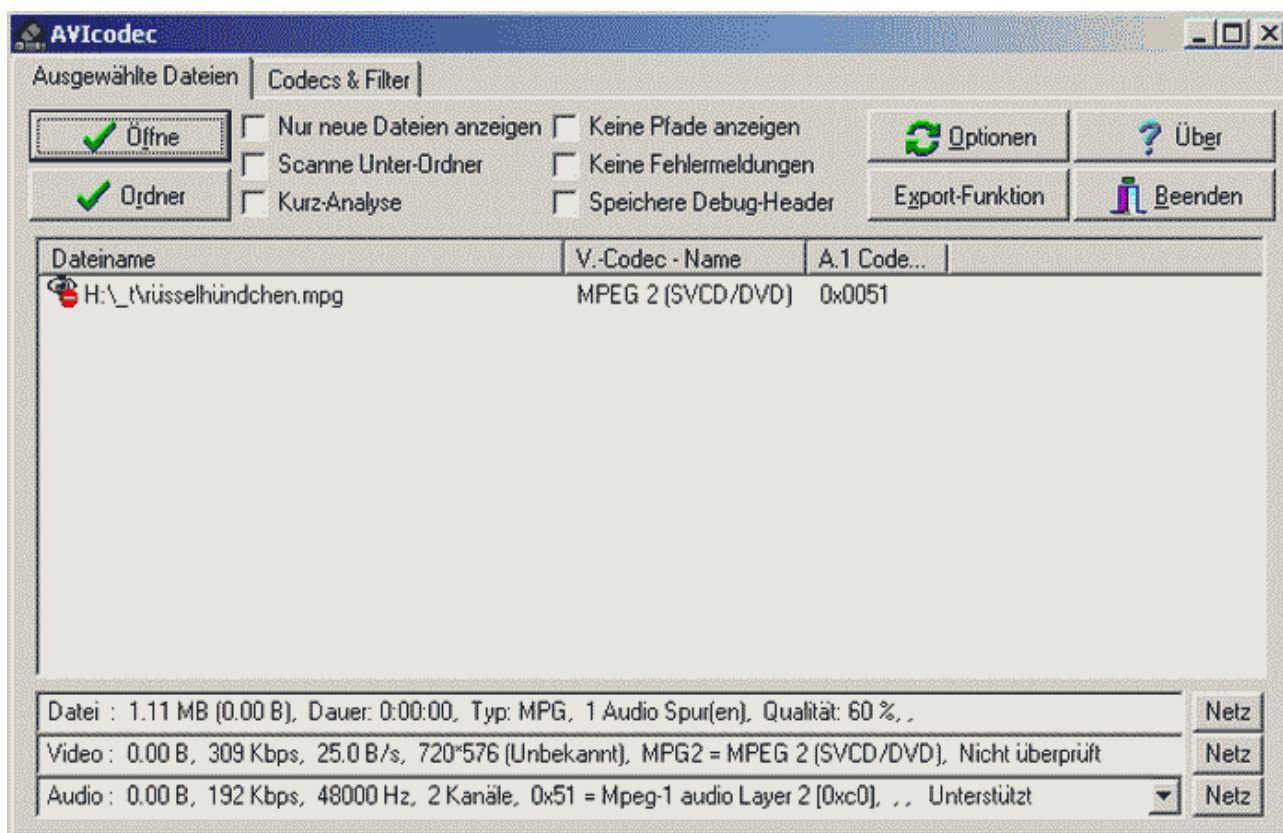 AVIcodec
Ausgewählte Dateien Codecs & Filter
Öffne Nur neue Dateien anzeigen Keine Pfade anzeigen Optionen Über
Scanne Unter-Ordner Keine Fehlermeldungen
Ordner Kurz-Analyse Speichere Debug-Header Export-Funktion Beenden
Dateiname V.-Codec - Name A.1 Code...
H:\_t\rüsselhündchen.mpg MPEG 2 (SVCD/DVD) 0x0051
Datei : 1.11 MB (0.00 B), Dauer: 0:00:00, Typ: MPG, 1 Audio Spur(en), Qualität: 60 %, , Netz
Video : 0.00 B, 309 Kbps, 25.0 B/s, 720*576 (Unbekannt), MPG2 = MPEG 2 (SVCD/DVD), Nicht überprüft Netz
Audio : 0.00 B, 192 Kbps, 48000 Hz, 2 Kanäle, 0x51 = Mpeg-1 audio Layer 2 [0xc0], , , Unterstützt Netz